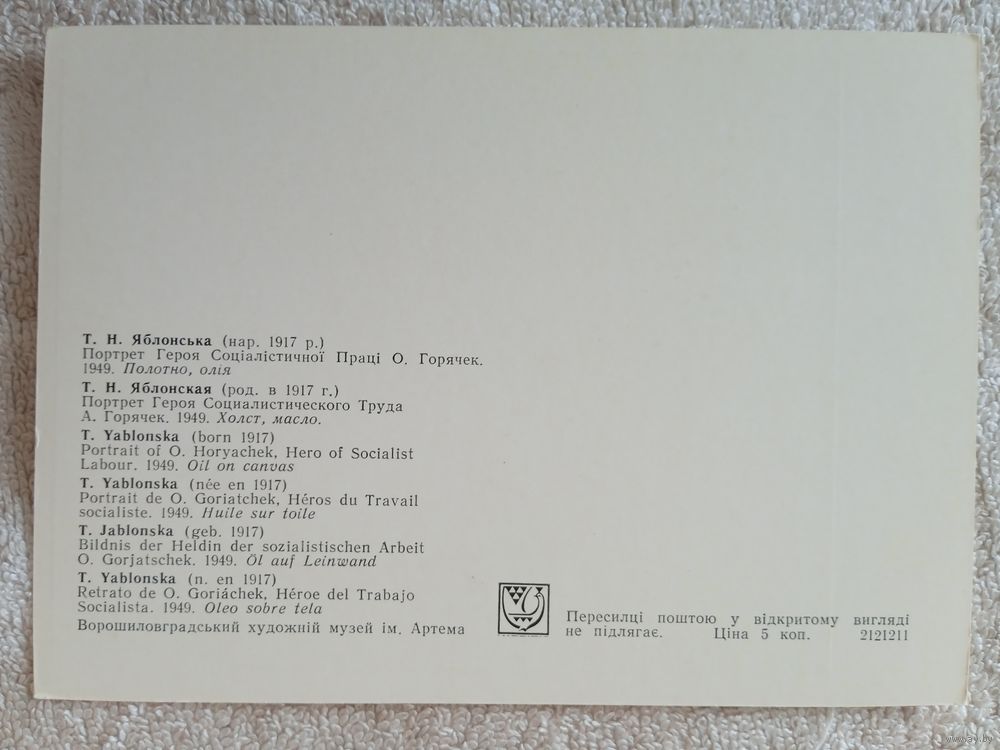 Т. Н. Яблонська (нар. 1917 р.)
Портрет Героя Соціалістичної Праці О. Горячек.
1949. Полотно, олія
Т. Н. Яблонская (род. в 1917 г.)
Портрет Героя Социалистического Труда
А. Горячек. 1949. Холст, масло.
T. Yablonska (born 1917)
Portrait of O. Horyachek, Hero of Socialist
Labour. 1949. Oil on canvas
T. Yablonska (née en 1917)
Portrait de O. Goriatchek, Héros du Travail
socialiste. 1949. Huile sur toile
T. Jablonska (geb. 1917)
Bildnis der Heldin der sozialistischen Arbeit
O. Gorjatschek. 1949. Öl auf Leinwand
T. Yablonska (n. en 1917)
Retrato de O. Goriáchek, Héroe del Trabajo
Socialista. 1949. Oleo sobre tela
Ворошиловградський художній музей ім. Артема
Пересилці поштою у відкритому вигляді
не підлягає. Ціна 5 коп. 2121211
www.ay.by